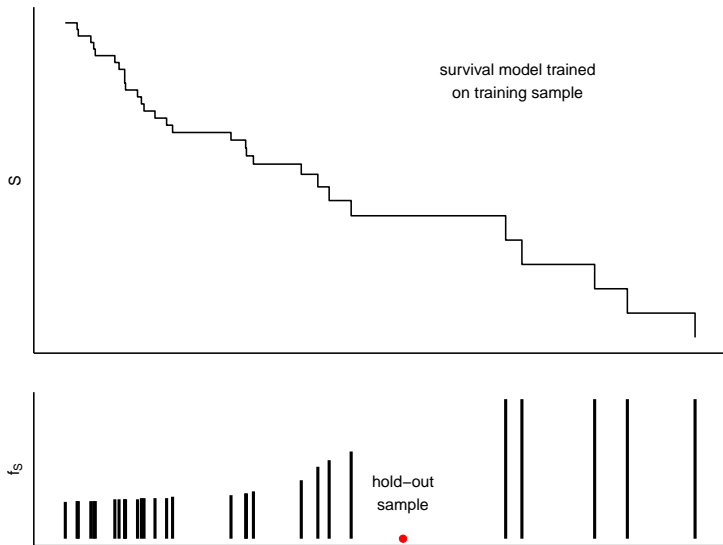 survival model trained
on training sample
S
fS
hold−out
sample